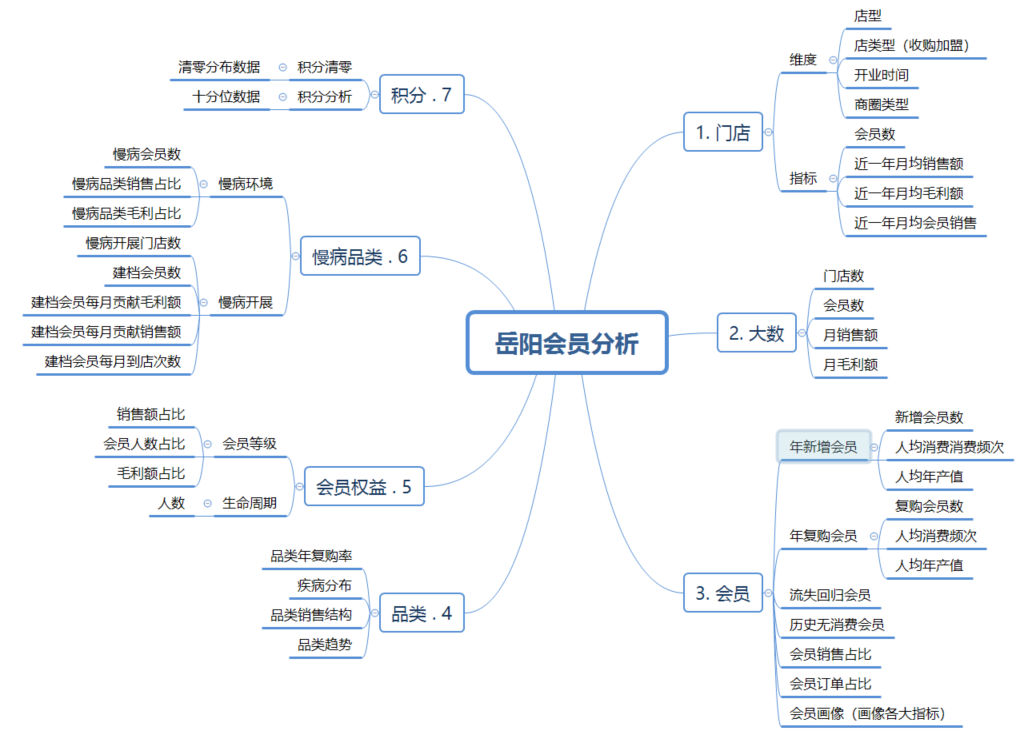 岳阳会员分析
1. 门店
维度
店型
店类型（收购加盟）
开业时间
商圈类型
指标
会员数
近一年月均销售额
近一年月均毛利额
近一年月均会员销售
2. 大数
门店数
会员数
月销售额
月毛利额
3. 会员
年新增会员
新增会员数
人均消费消费频次
人均年产值
年复购会员
复购会员数
人均消费频次
人均年产值
流失回归会员
历史无消费会员
会员销售占比
会员订单占比
会员画像（画像各大指标）
品类 . 4
品类年复购率
疾病分布
品类销售结构
品类趋势
会员权益 . 5
会员等级
销售额占比
会员人数占比
毛利额占比
生命周期
人数
慢病品类 . 6
慢病环境
慢病会员数
慢病品类销售占比
慢病品类毛利占比
慢病开展
慢病开展门店数
建档会员数
建档会员每月贡献毛利额
建档会员每月贡献销售额
建档会员每月到店次数
积分 . 7
积分清零
清零分布数据
积分分析
十分位数据